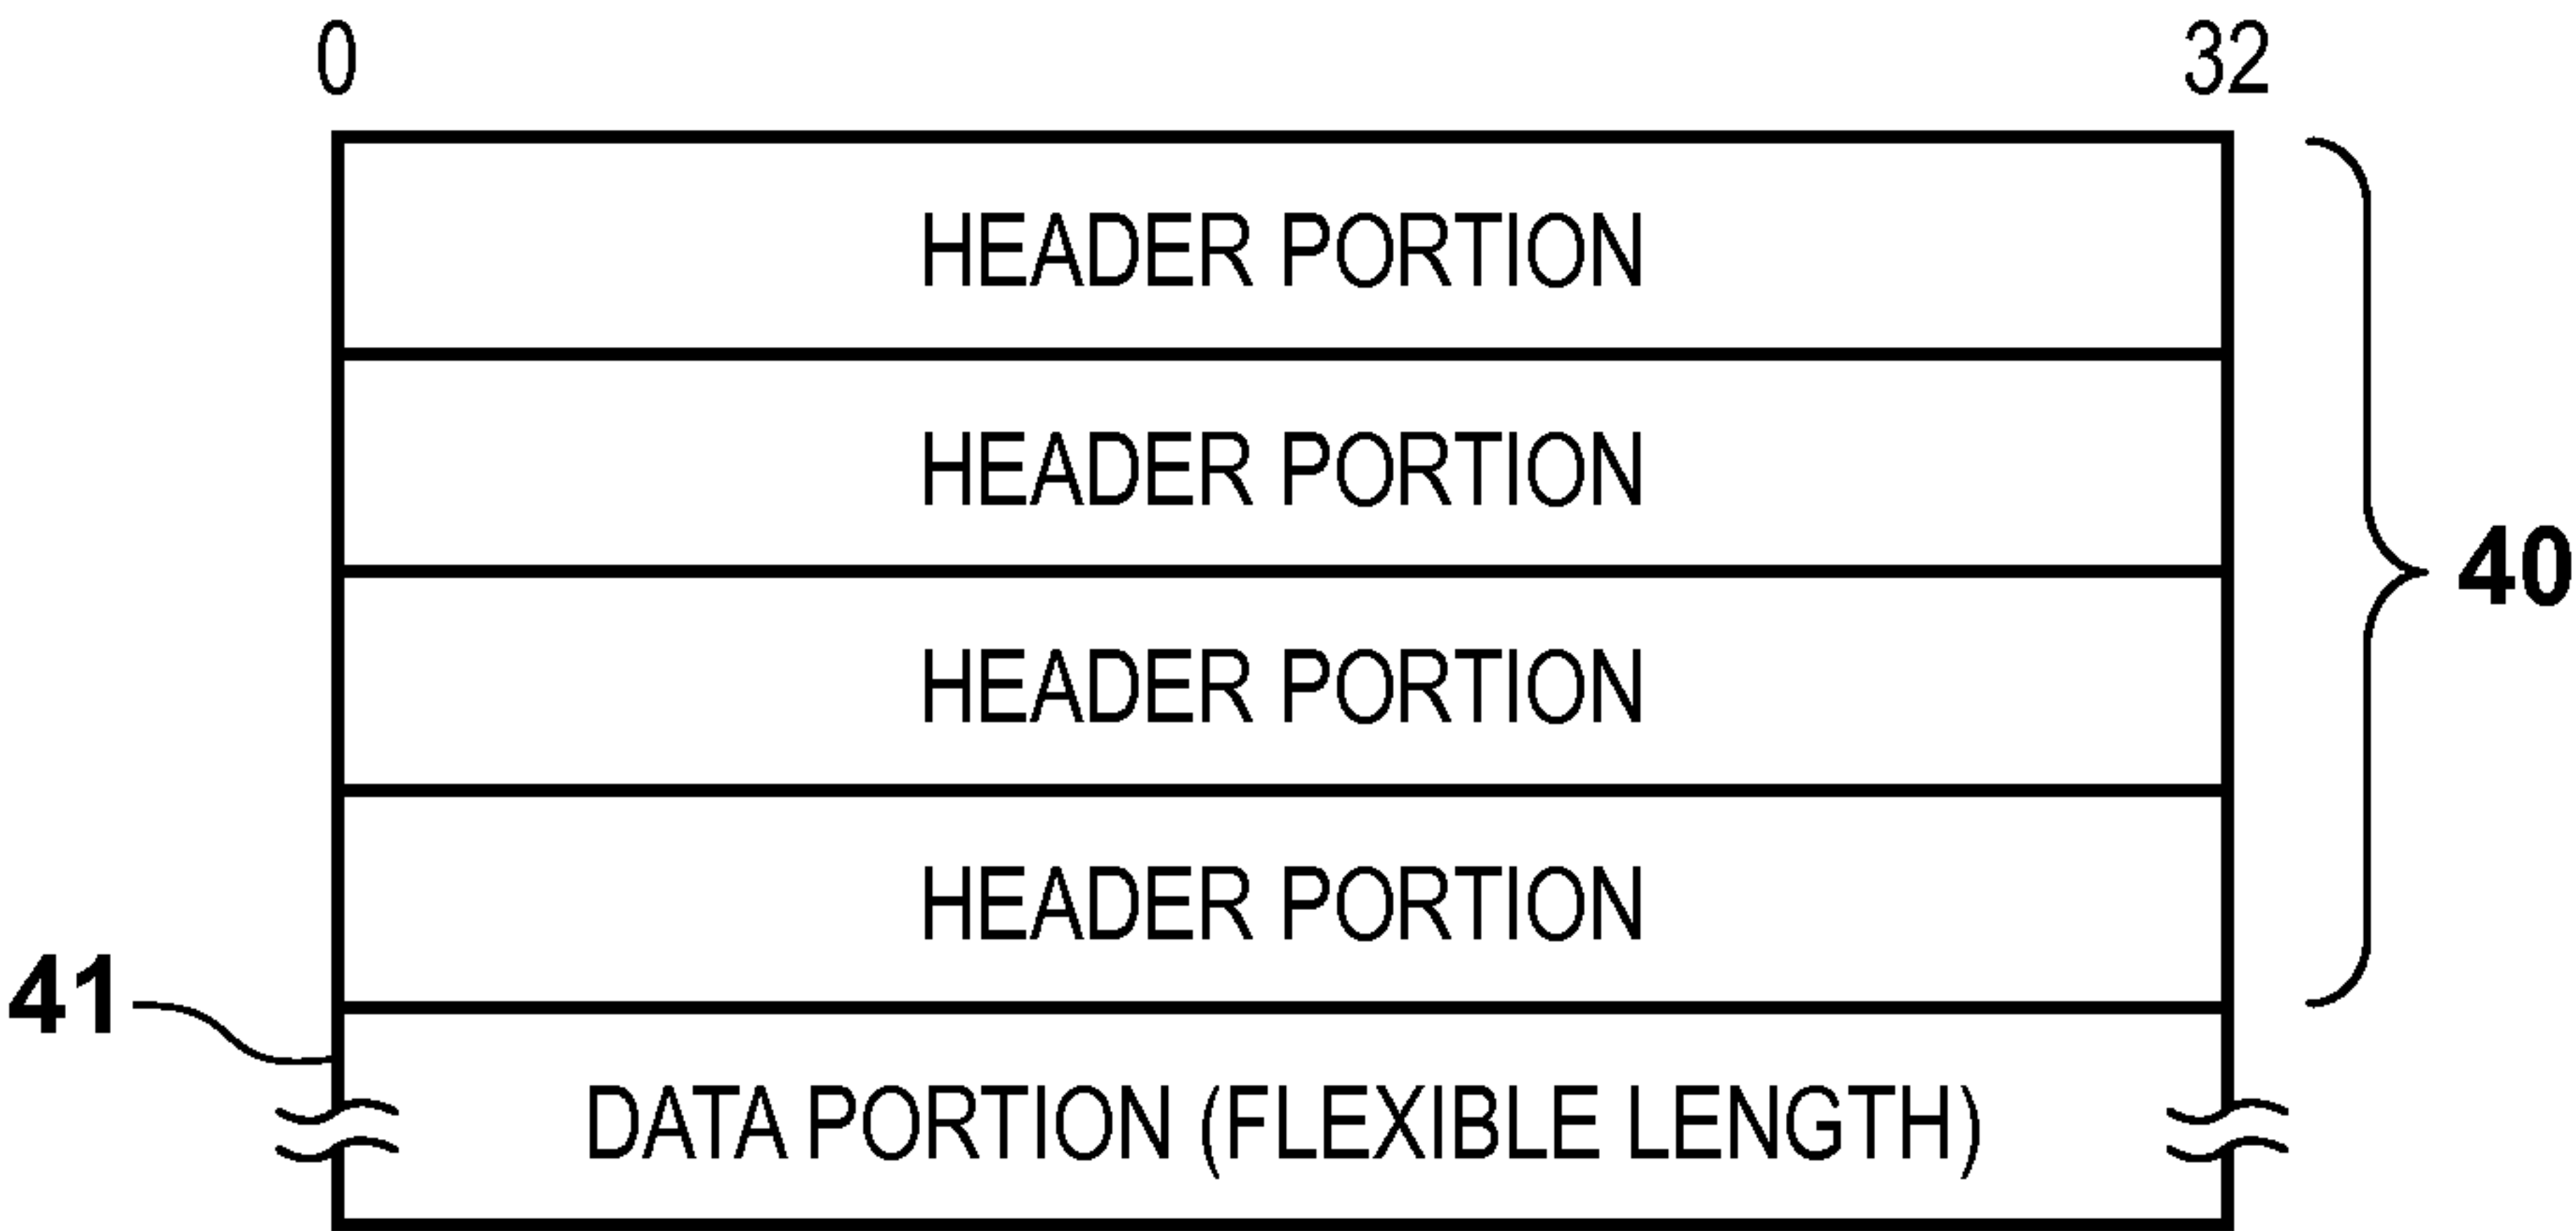 0 32
HEADER PORTION
HEADER PORTION
HEADER PORTION
40
HEADER PORTION
41
DATA PORTION (FLEXIBLE LENGTH)